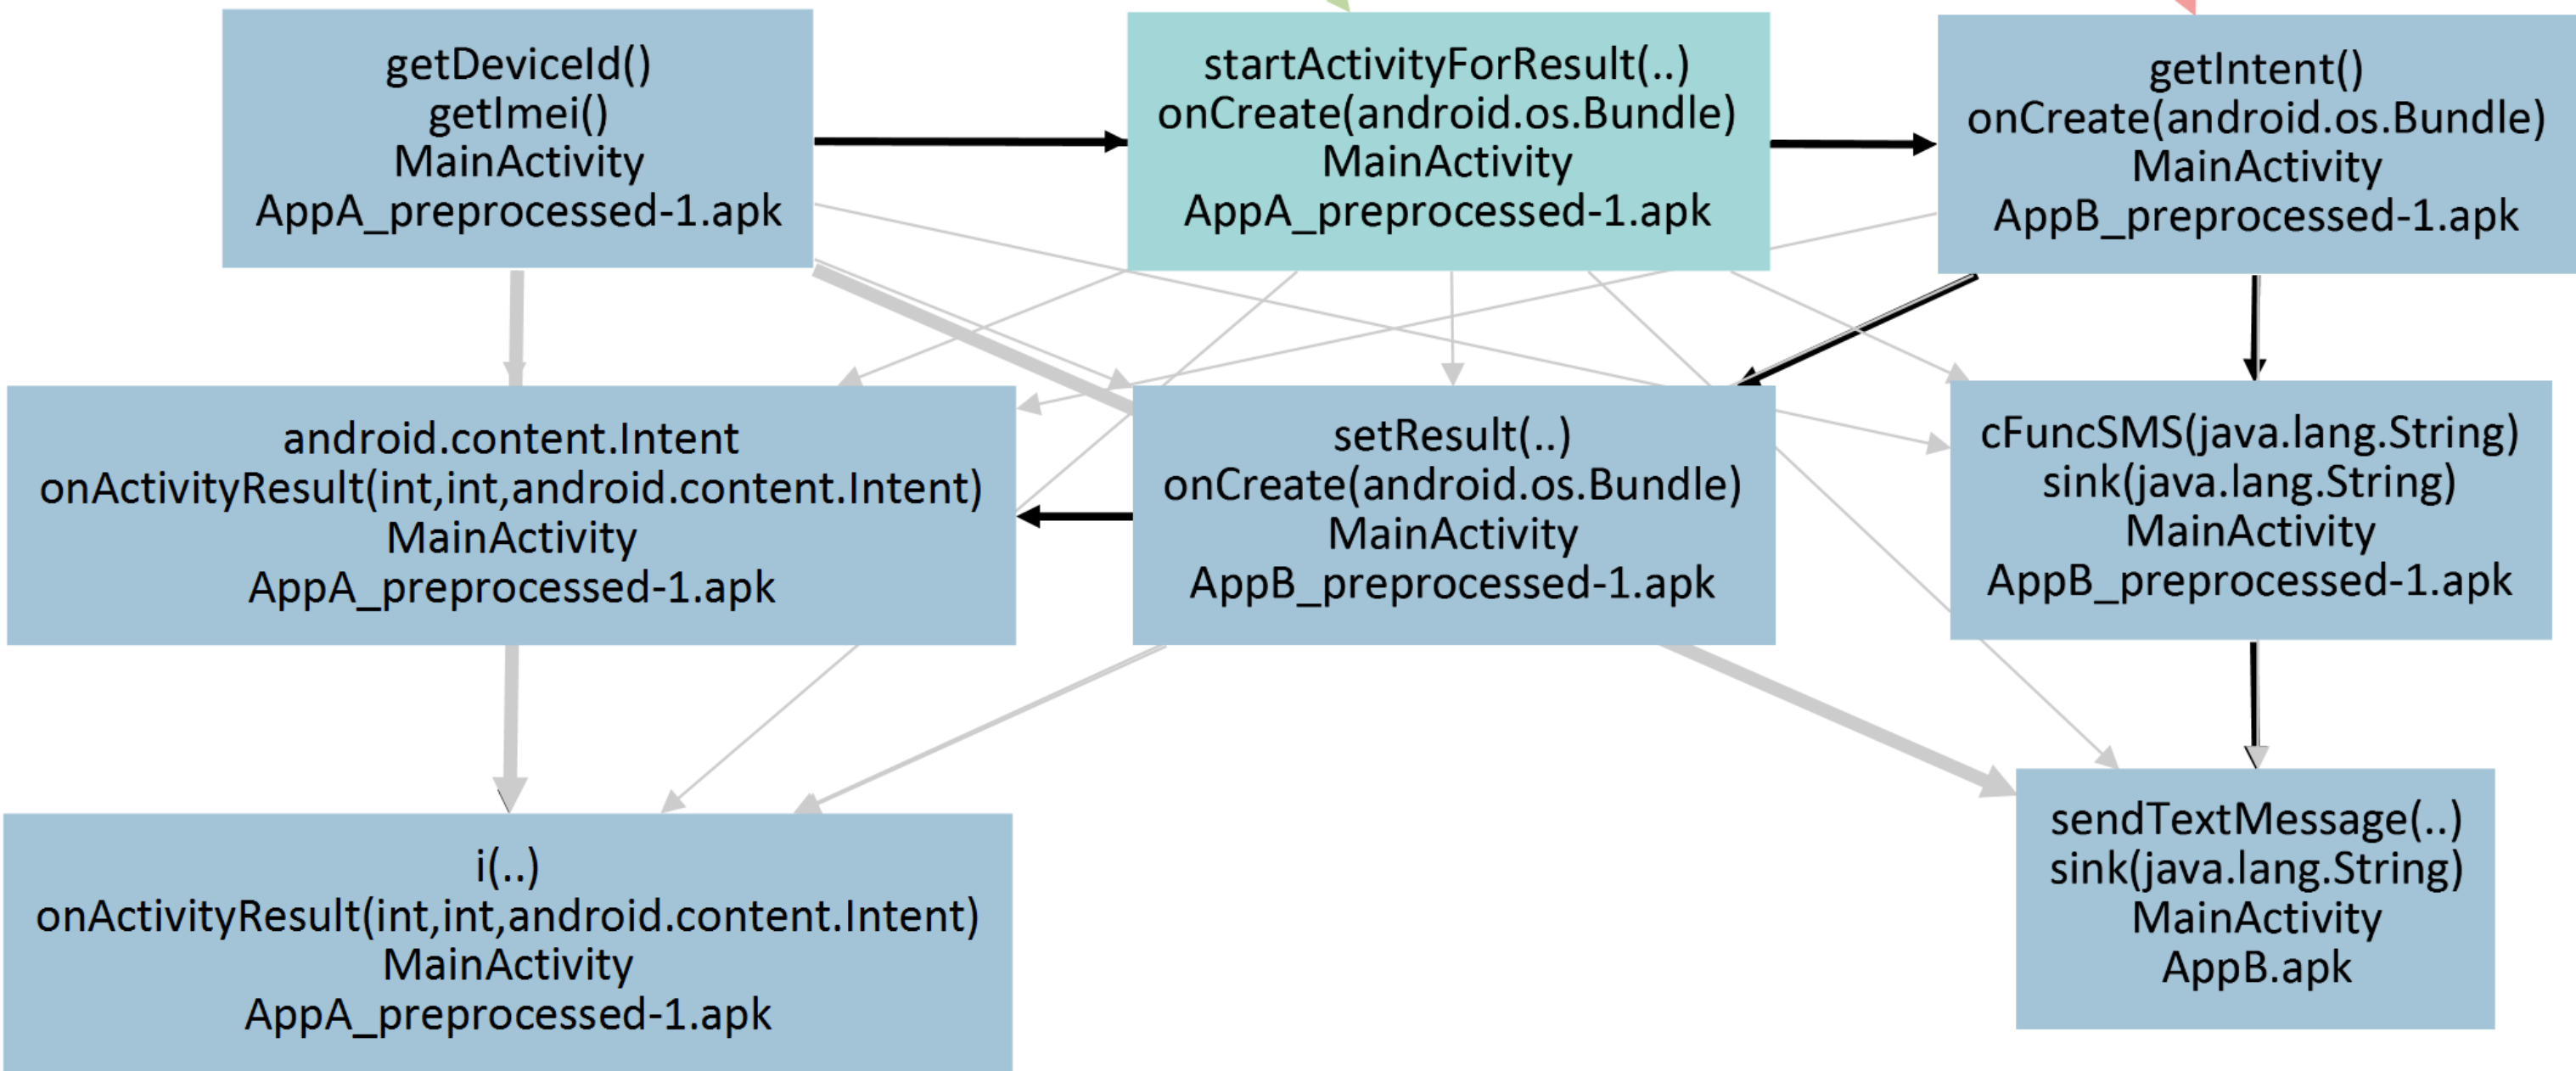 getDeviceId()
getImei()
MainActivity
AppA_preprocessed-1.apk
startActivityForResult(..)
onCreate(android.os.Bundle)
MainActivity
AppA_preprocessed-1.apk
getIntent()
onCreate(android.os.Bundle)
MainActivity
AppB_preprocessed-1.apk
android.content.Intent
onActivityResult(int,int,android.content.Intent)
MainActivity
AppA_preprocessed-1.apk
setResult(..)
onCreate(android.os.Bundle)
MainActivity
AppB_preprocessed-1.apk
cFuncSMS(java.lang.String)
sink(java.lang.String)
MainActivity
AppB_preprocessed-1.apk
i(..)
onActivityResult(int,int,android.content.Intent)
MainActivity
AppA_preprocessed-1.apk
sendTextMessage(..)
sink(java.lang.String)
MainActivity
AppB.apk